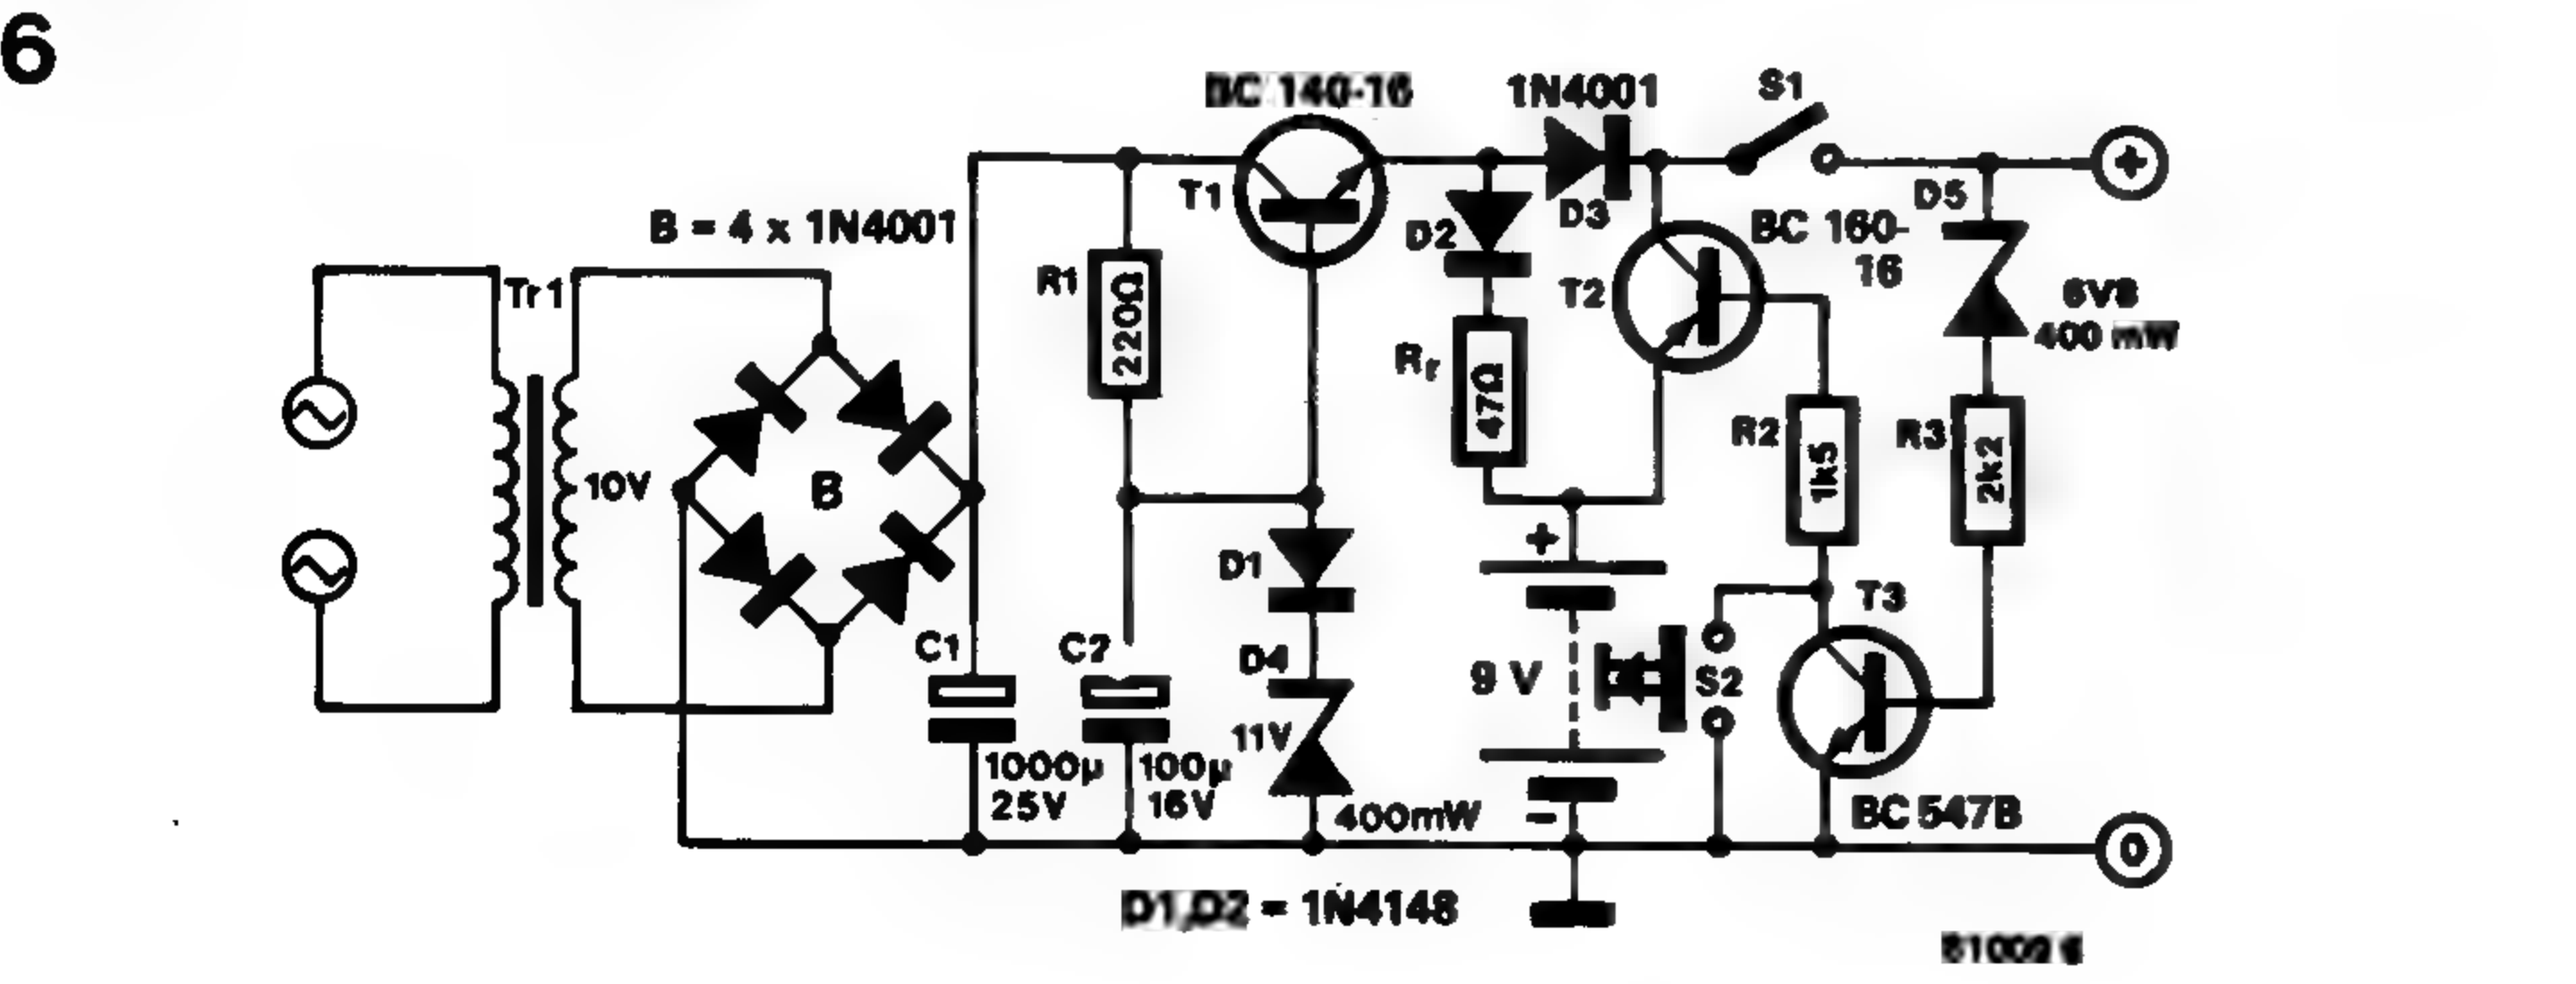 6
BC 140-16
1N4001
S1
+
T1
D5
B = 4 x 1N4001
D2
D3
BC 160-
16
Tr1
R1
220Ω
T2
6V8
400 mW
Rr
47Ω
R2
1k5
R3
2k2
10V
B
+
D1
T3
C1
C2
D4
9 V
S2
11V
1000µ
25V
100µ
16V
400mW
–
BC 547B
0
D1,D2 = 1N4148
81009 6